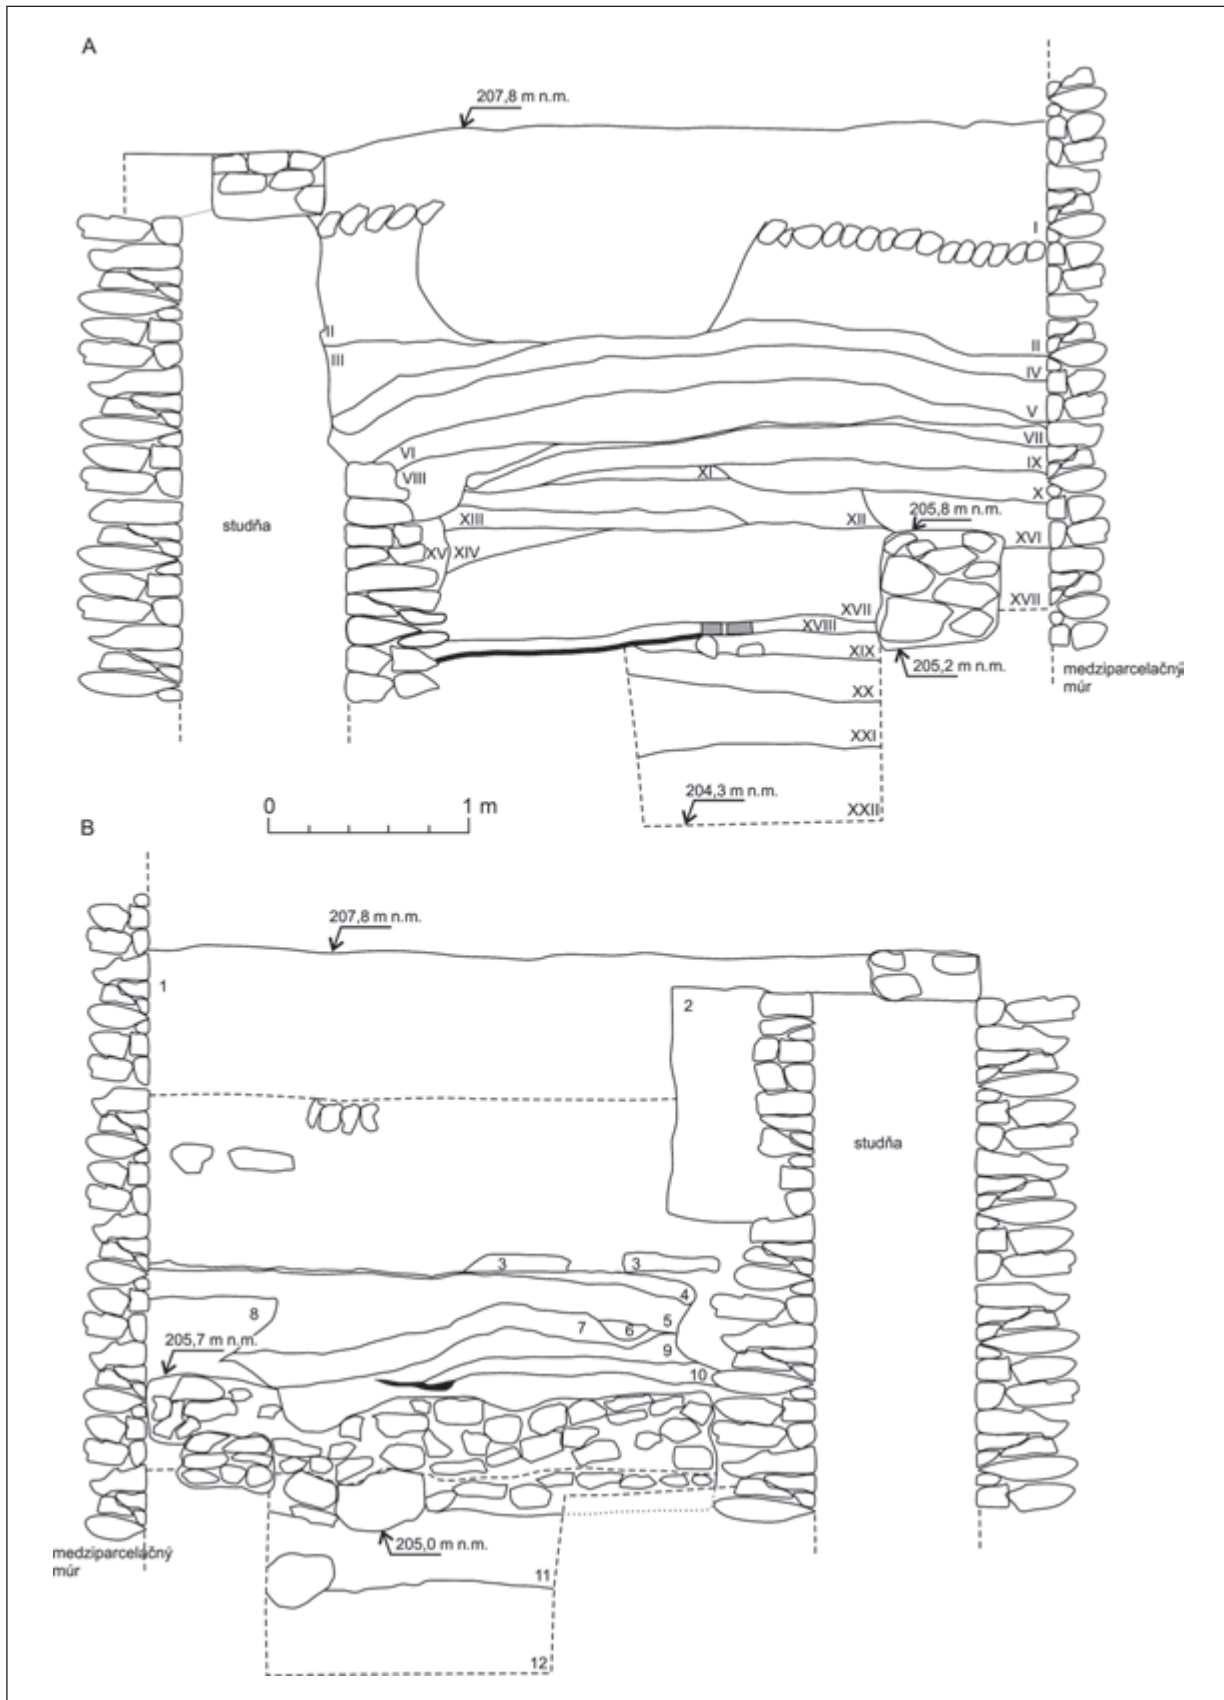 A
207,8 m n.m.
I
II
III
II
IV
V
VI
VII
VIII
IX
XI
X
XIII
XII
205,8 m n.m.
XVI
XV
XIV
studňa
XVII
XVII
XVIII
XIX
205,2 m n.m.
medziparcelačný
múr
XX
XXI
204,3 m n.m.
XXII
0
1 m
B
207,8 m n.m.
1
2
studňa
3
3
4
8
5
7
6
205,7 m n.m.
9
10
205,0 m n.m.
medziparcelačný
múr
11
12